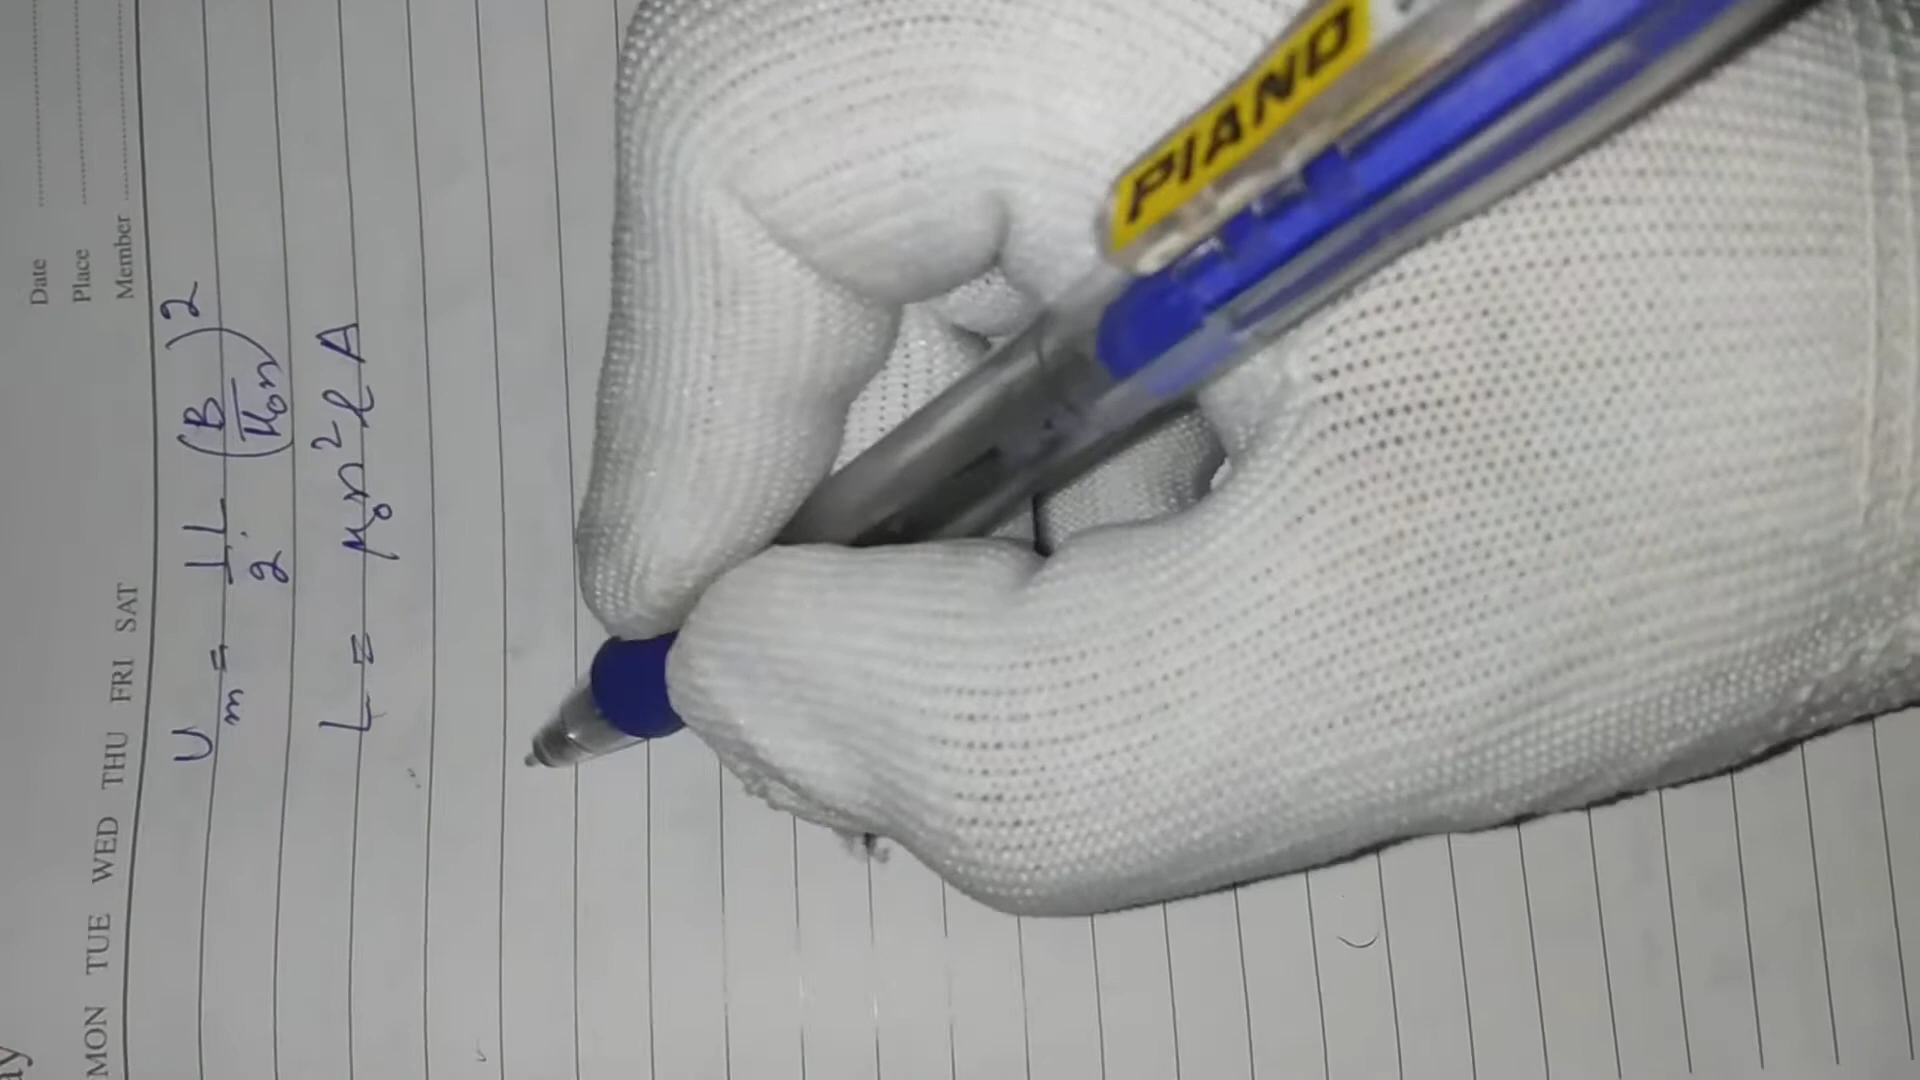 Date
Place
Member
MON TUE WED THU FRI SAT
U_m = 1/2 L (B/μ₀n)²
L = μ₀n²ℓA
PIANO